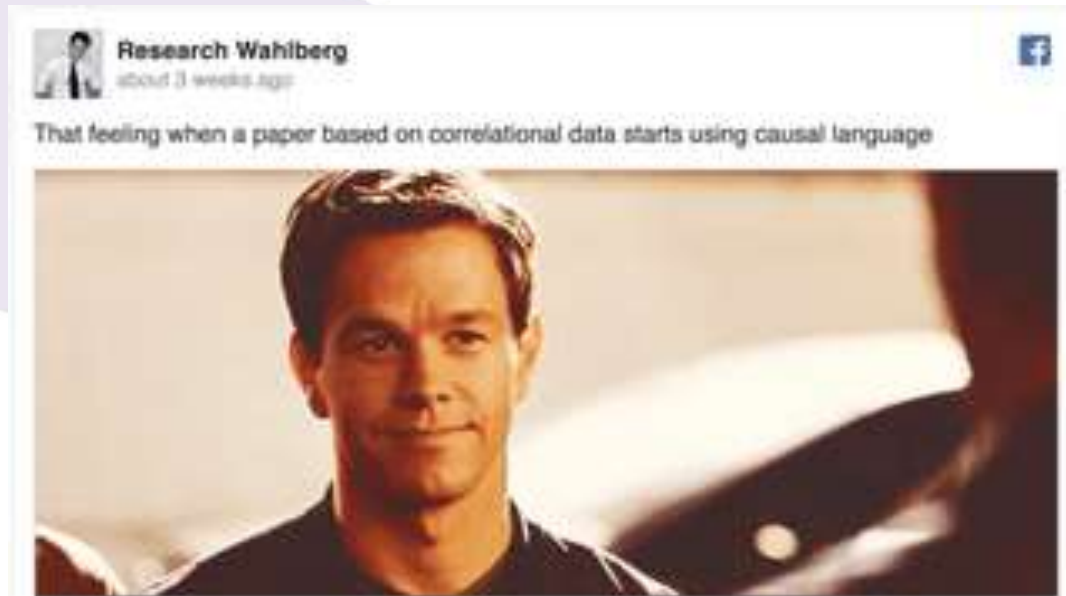 Research Wahlberg
about 3 weeks ago
That feeling when a paper based on correlational data starts using causal language